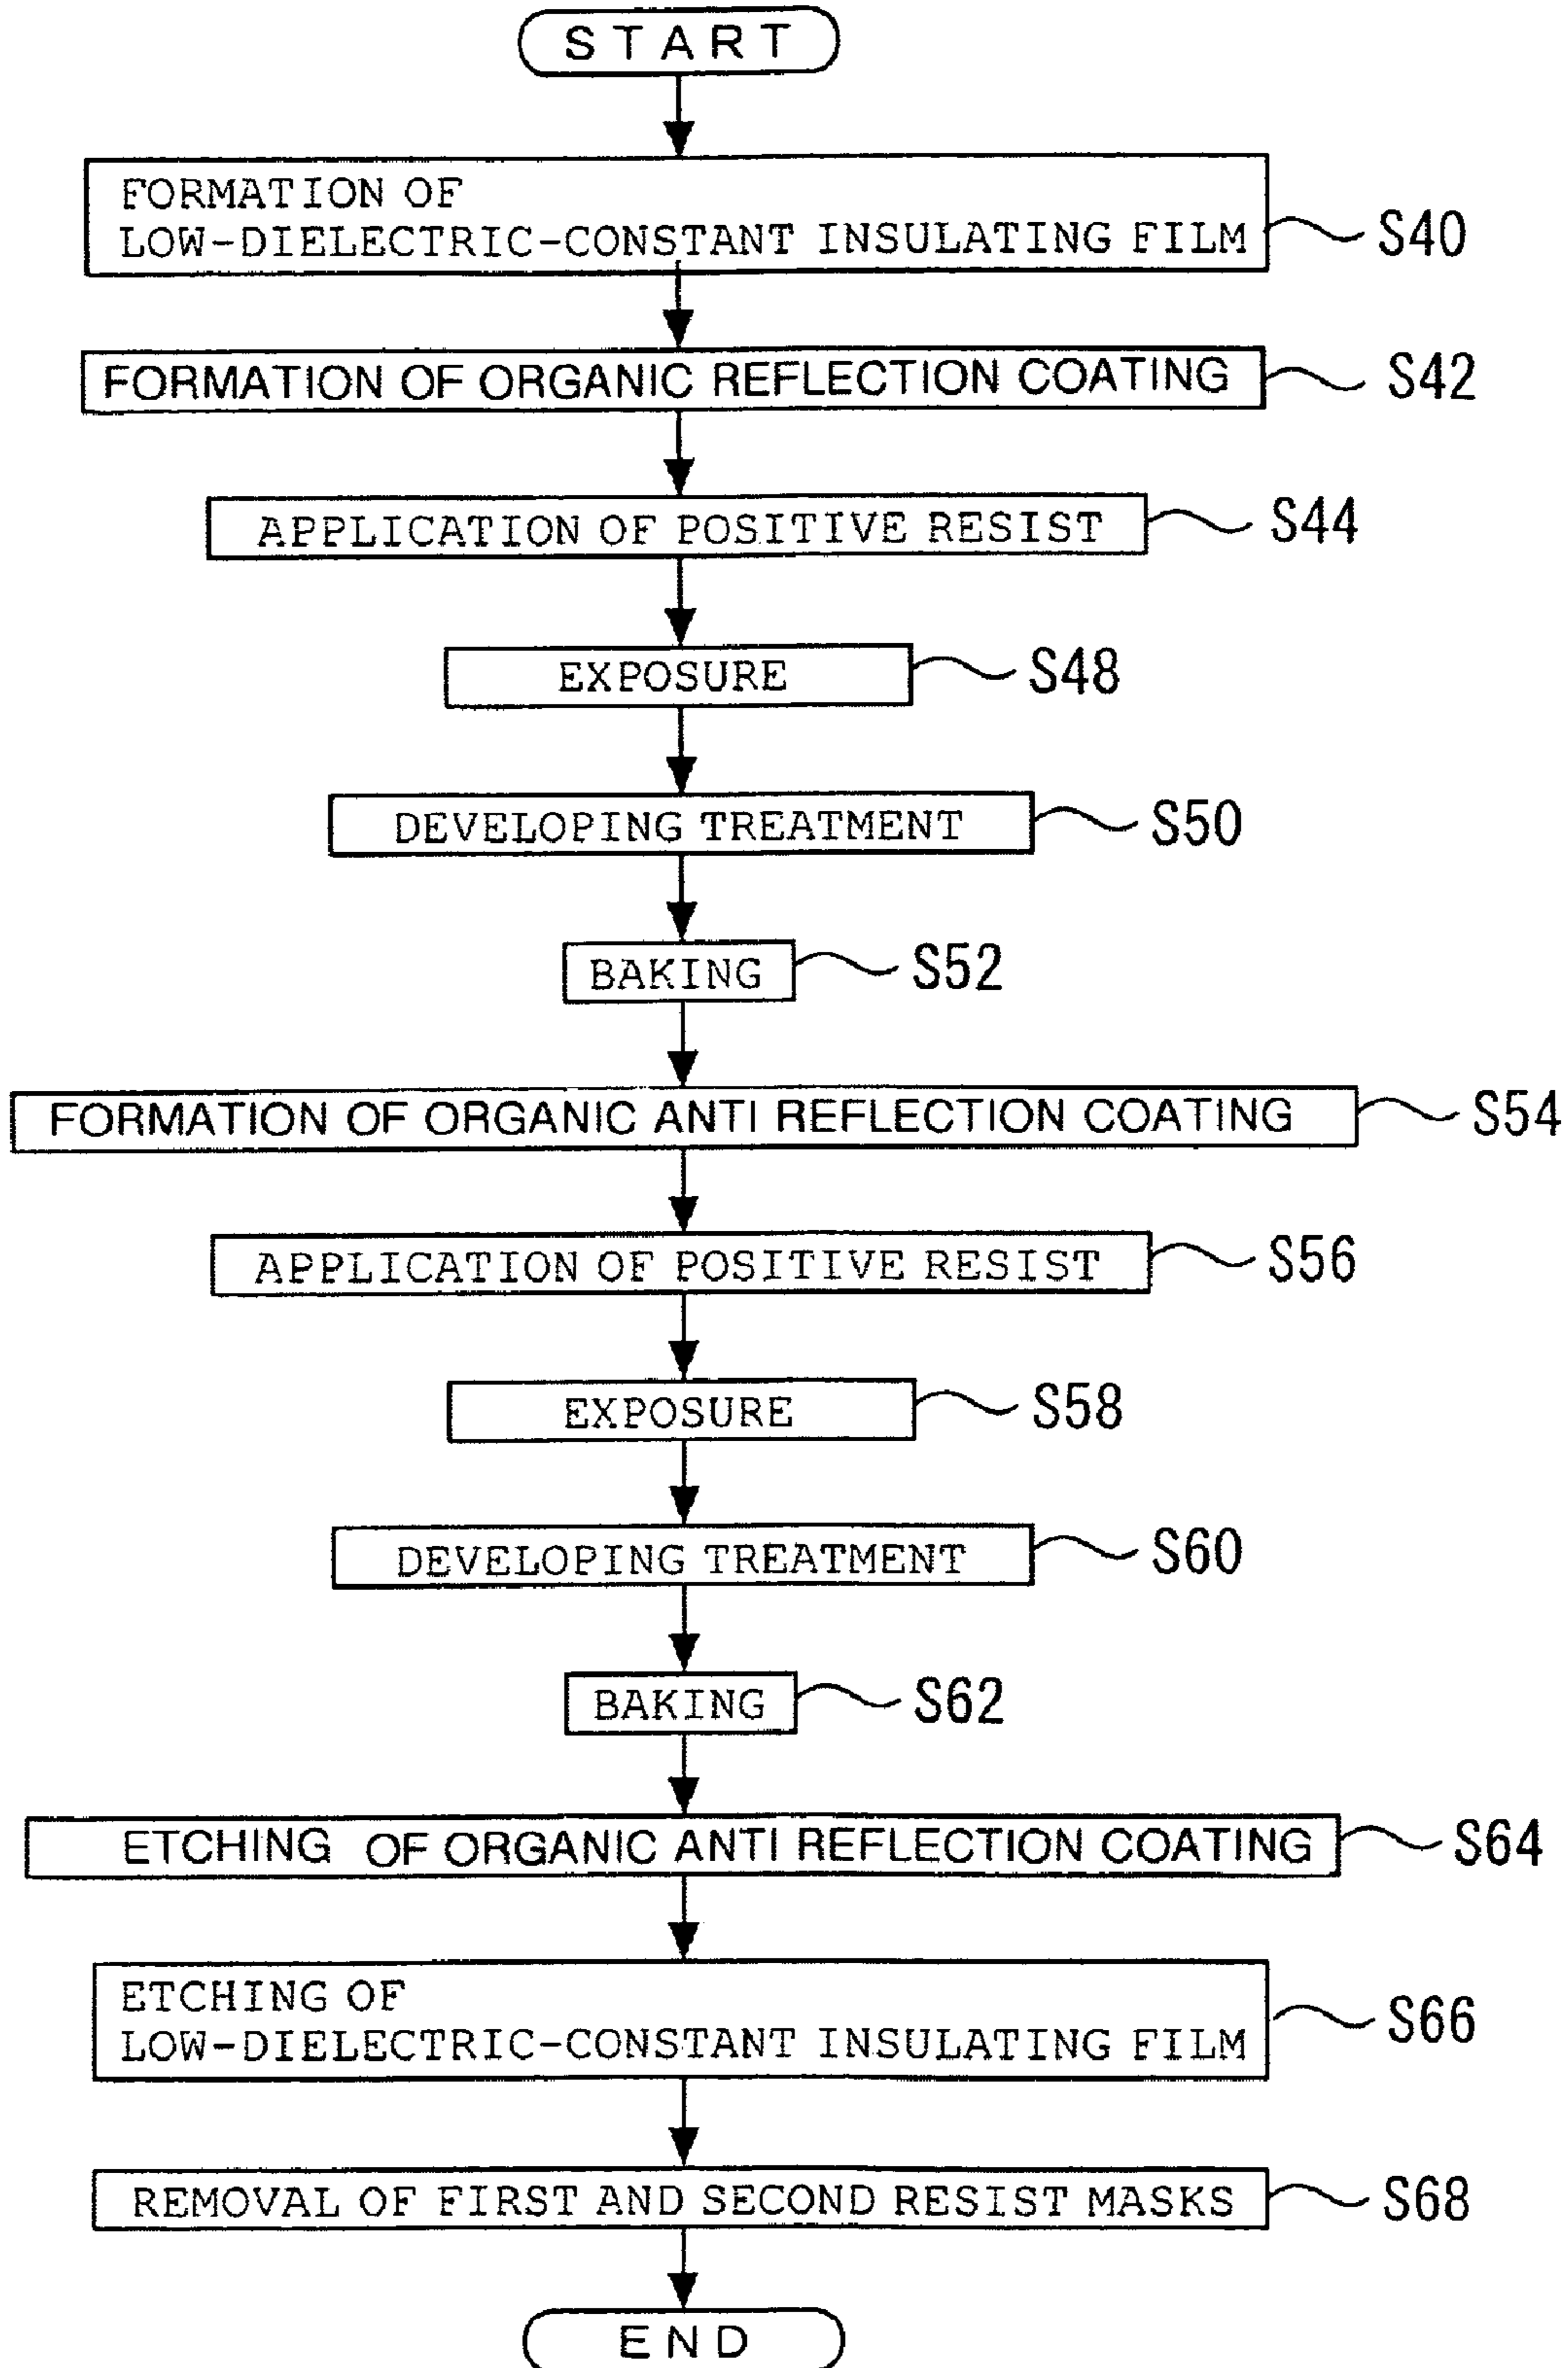 START
FORMATION OF
LOW-DIELECTRIC-CONSTANT INSULATING FILM
S40
FORMATION OF ORGANIC REFLECTION COATING
S42
APPLICATION OF POSITIVE RESIST
S44
EXPOSURE
S48
DEVELOPING TREATMENT
S50
BAKING
S52
FORMATION OF ORGANIC ANTI REFLECTION COATING
S54
APPLICATION OF POSITIVE RESIST
S56
EXPOSURE
S58
DEVELOPING TREATMENT
S60
BAKING
S62
ETCHING OF ORGANIC ANTI REFLECTION COATING
S64
ETCHING OF
LOW-DIELECTRIC-CONSTANT INSULATING FILM
S66
REMOVAL OF FIRST AND SECOND RESIST MASKS
S68
END